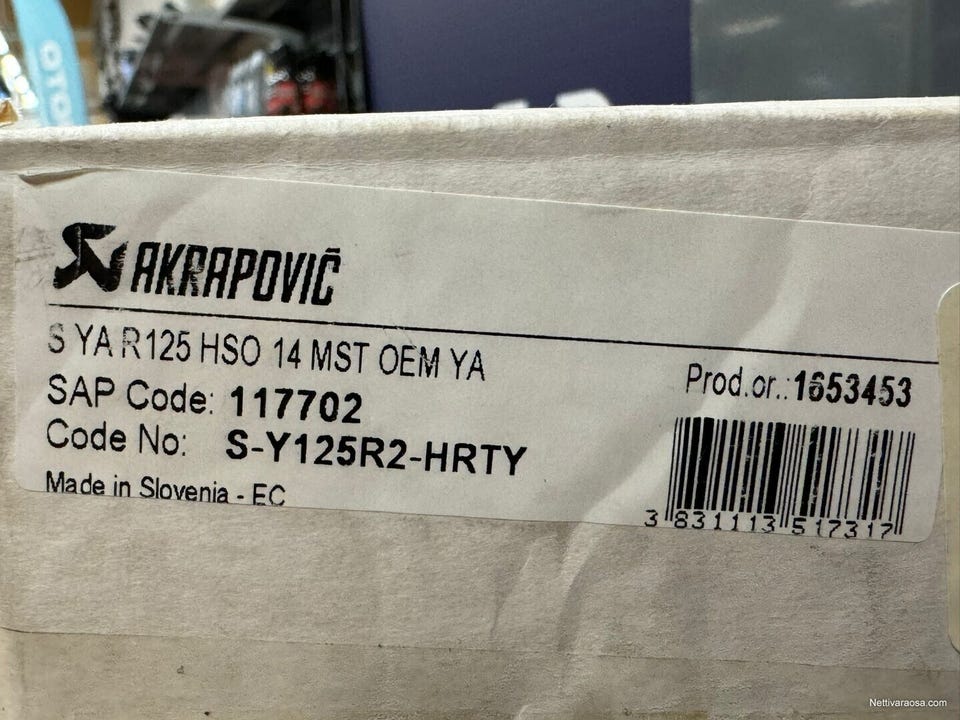 OTO
AKRAPOVIČ
S YA R125 HSO 14 MST OEM YA
SAP Code: 117702
Prod.or.:1653453
Code No: S-Y125R2-HRTY
Made in Slovenia - EC
3 831113 517317
Nettivaraosa.com